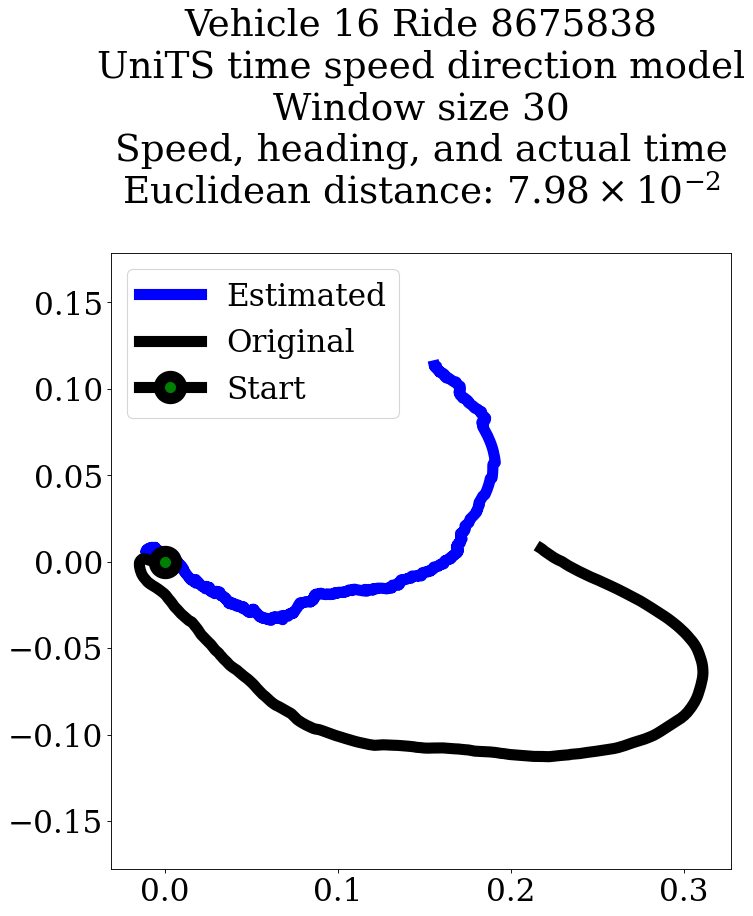 Vehicle 16 Ride 8675838
UniTS time speed direction model
Window size 30
Speed, heading, and actual time
Euclidean distance: 7.98 × 10⁻²
Estimated
Original
Start
0.15
0.10
0.05
0.00
−0.05
−0.10
−0.15
0.0 0.1 0.2 0.3